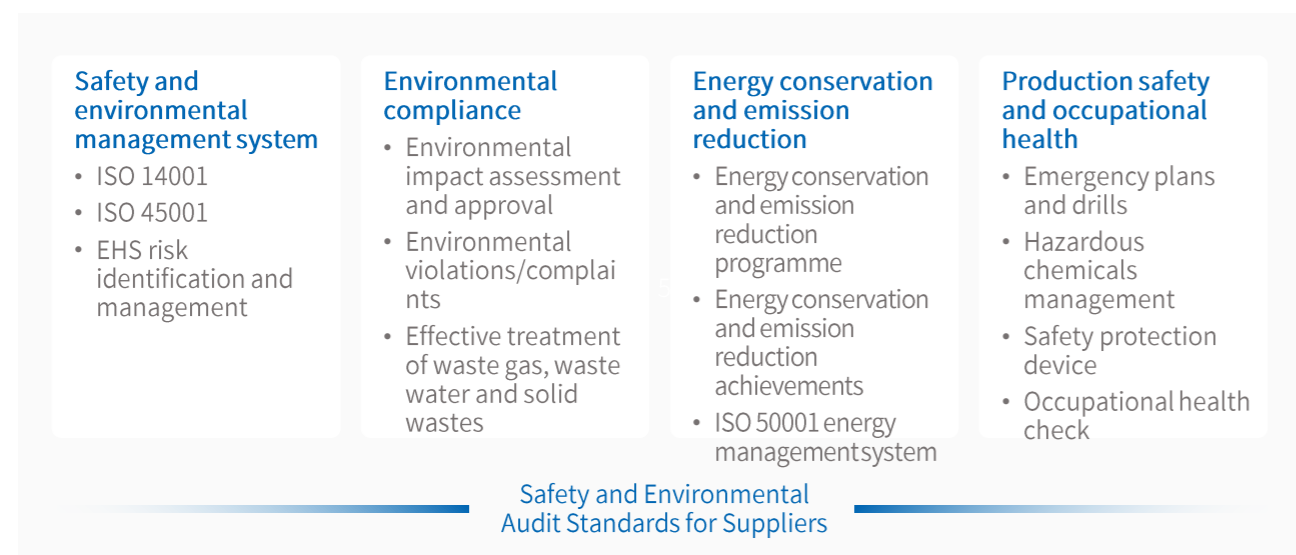 Safety and
environmental
management system
• ISO 14001
• ISO 45001
• EHS risk
identification and
management
Environmental
compliance
• Environmental
impact assessment
and approval
• Environmental
violations/complai
nts
• Effective treatment
of waste gas, waste
water and solid
wastes
Energy conservation
and emission
reduction
• Energy conservation
and emission
reduction
programme
• Energy conservation
and emission
reduction
achievements
• ISO 50001 energy
management system
Production safety
and occupational
health
• Emergency plans
and drills
• Hazardous
chemicals
management
• Safety protection
device
• Occupational health
check
Safety and Environmental
Audit Standards for Suppliers